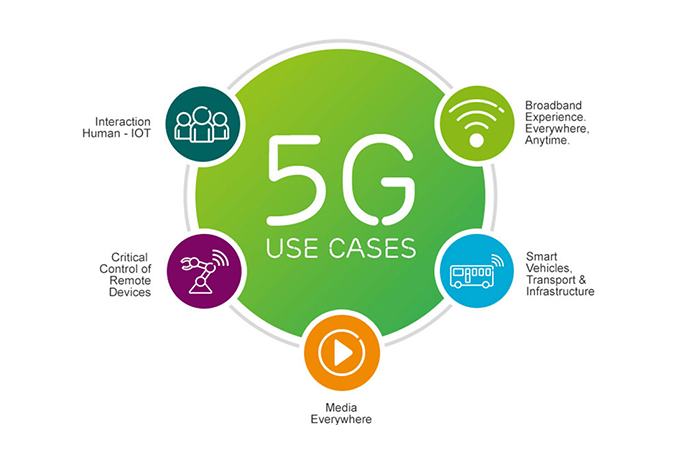 Interaction
Human - IOT
Broadband
Experience.
Everywhere,
Anytime.
5G
USE CASES
Critical
Control of
Remote
Devices
Smart
Vehicles,
Transport &
Infrastructure
Media
Everywhere